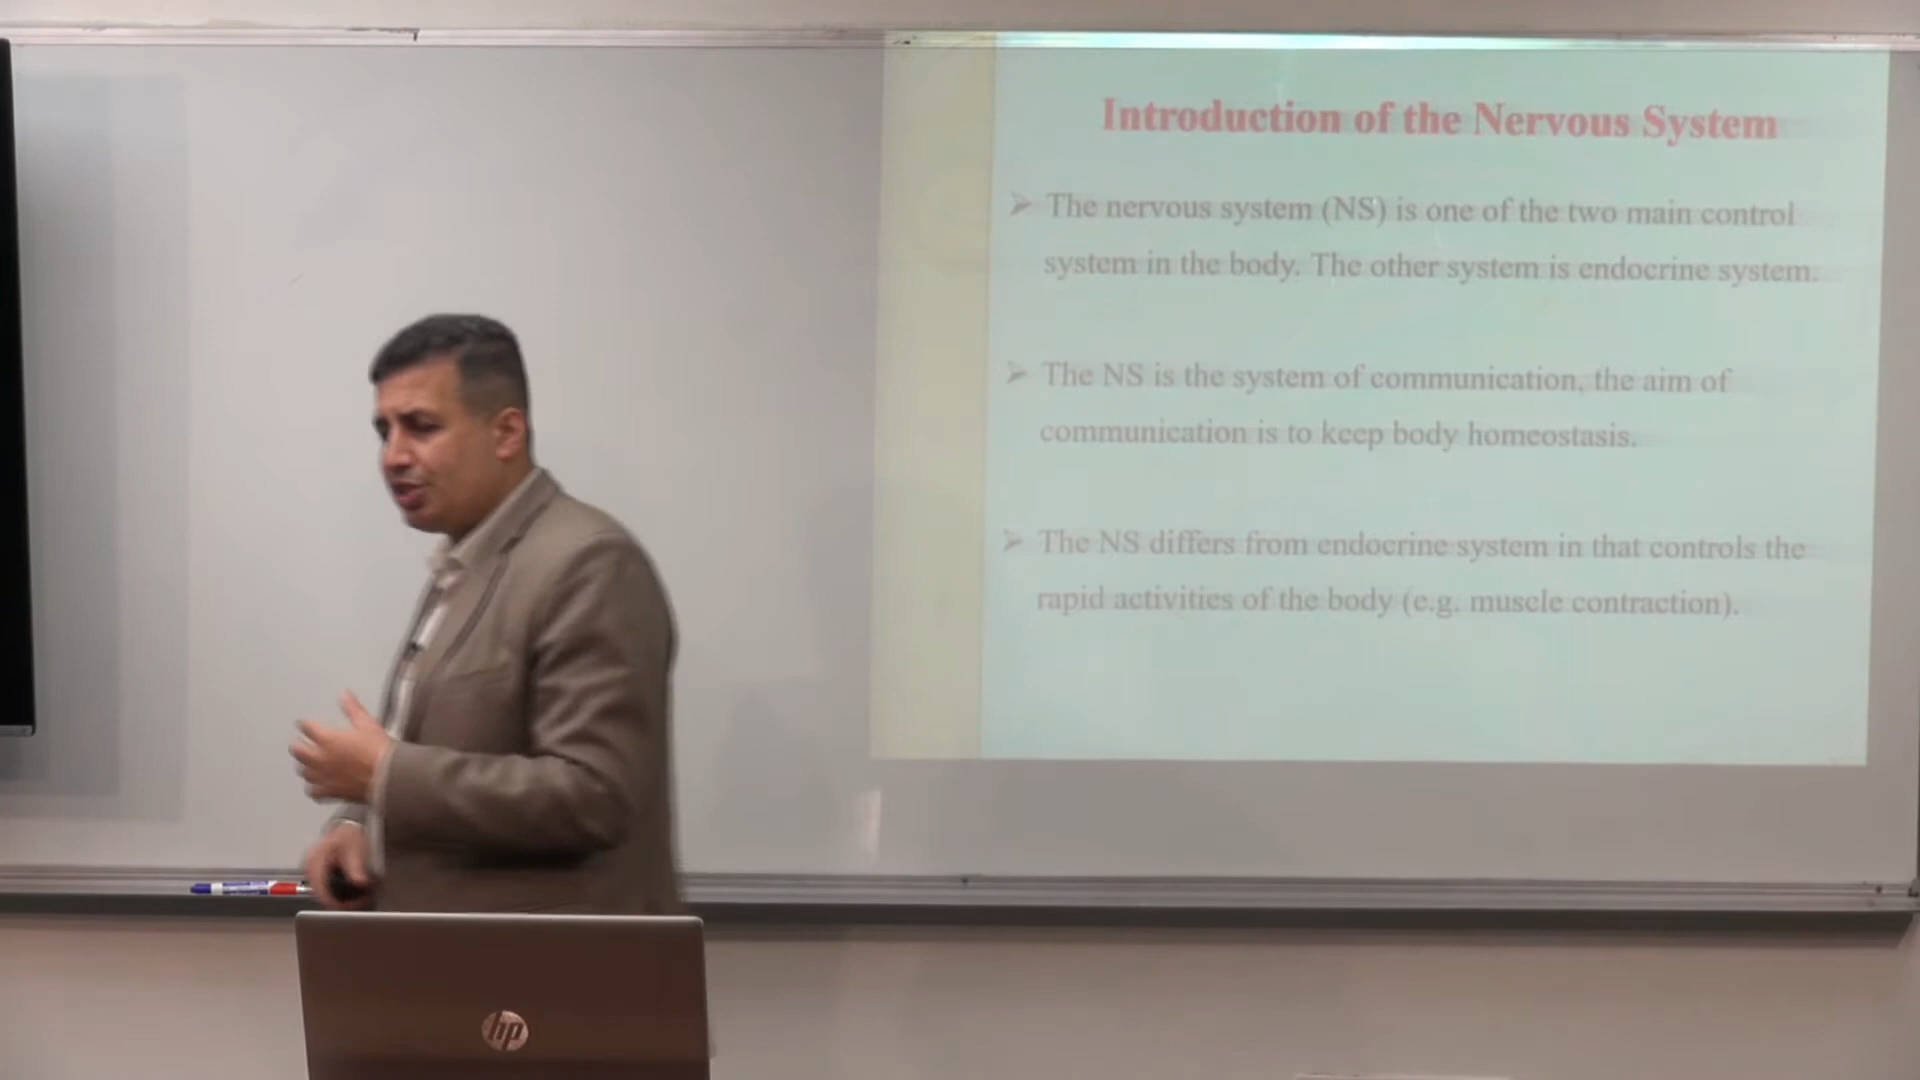 Introduction of the Nervous System
➢ The nervous system (NS) is one of the two main control
system in the body. The other system is endocrine system.
➢ The NS is the system of communication, the aim of
communication is to keep body homeostasis.
➢ The NS differs from endocrine system in that controls the
rapid activities of the body (e.g. muscle contraction).
hp